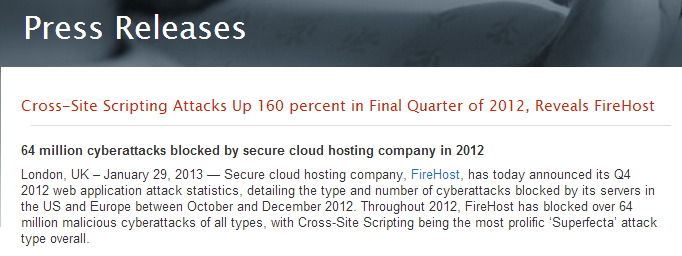 Press Releases
Cross-Site Scripting Attacks Up 160 percent in Final Quarter of 2012, Reveals FireHost
64 million cyberattacks blocked by secure cloud hosting company in 2012
London, UK – January 29, 2013 — Secure cloud hosting company, FireHost, has today announced its Q4
2012 web application attack statistics, detailing the type and number of cyberattacks blocked by its servers in
the US and Europe between October and December 2012. Throughout 2012, FireHost has blocked over 64
million malicious cyberattacks of all types, with Cross-Site Scripting being the most prolific ‘Superfecta’ attack
type overall.